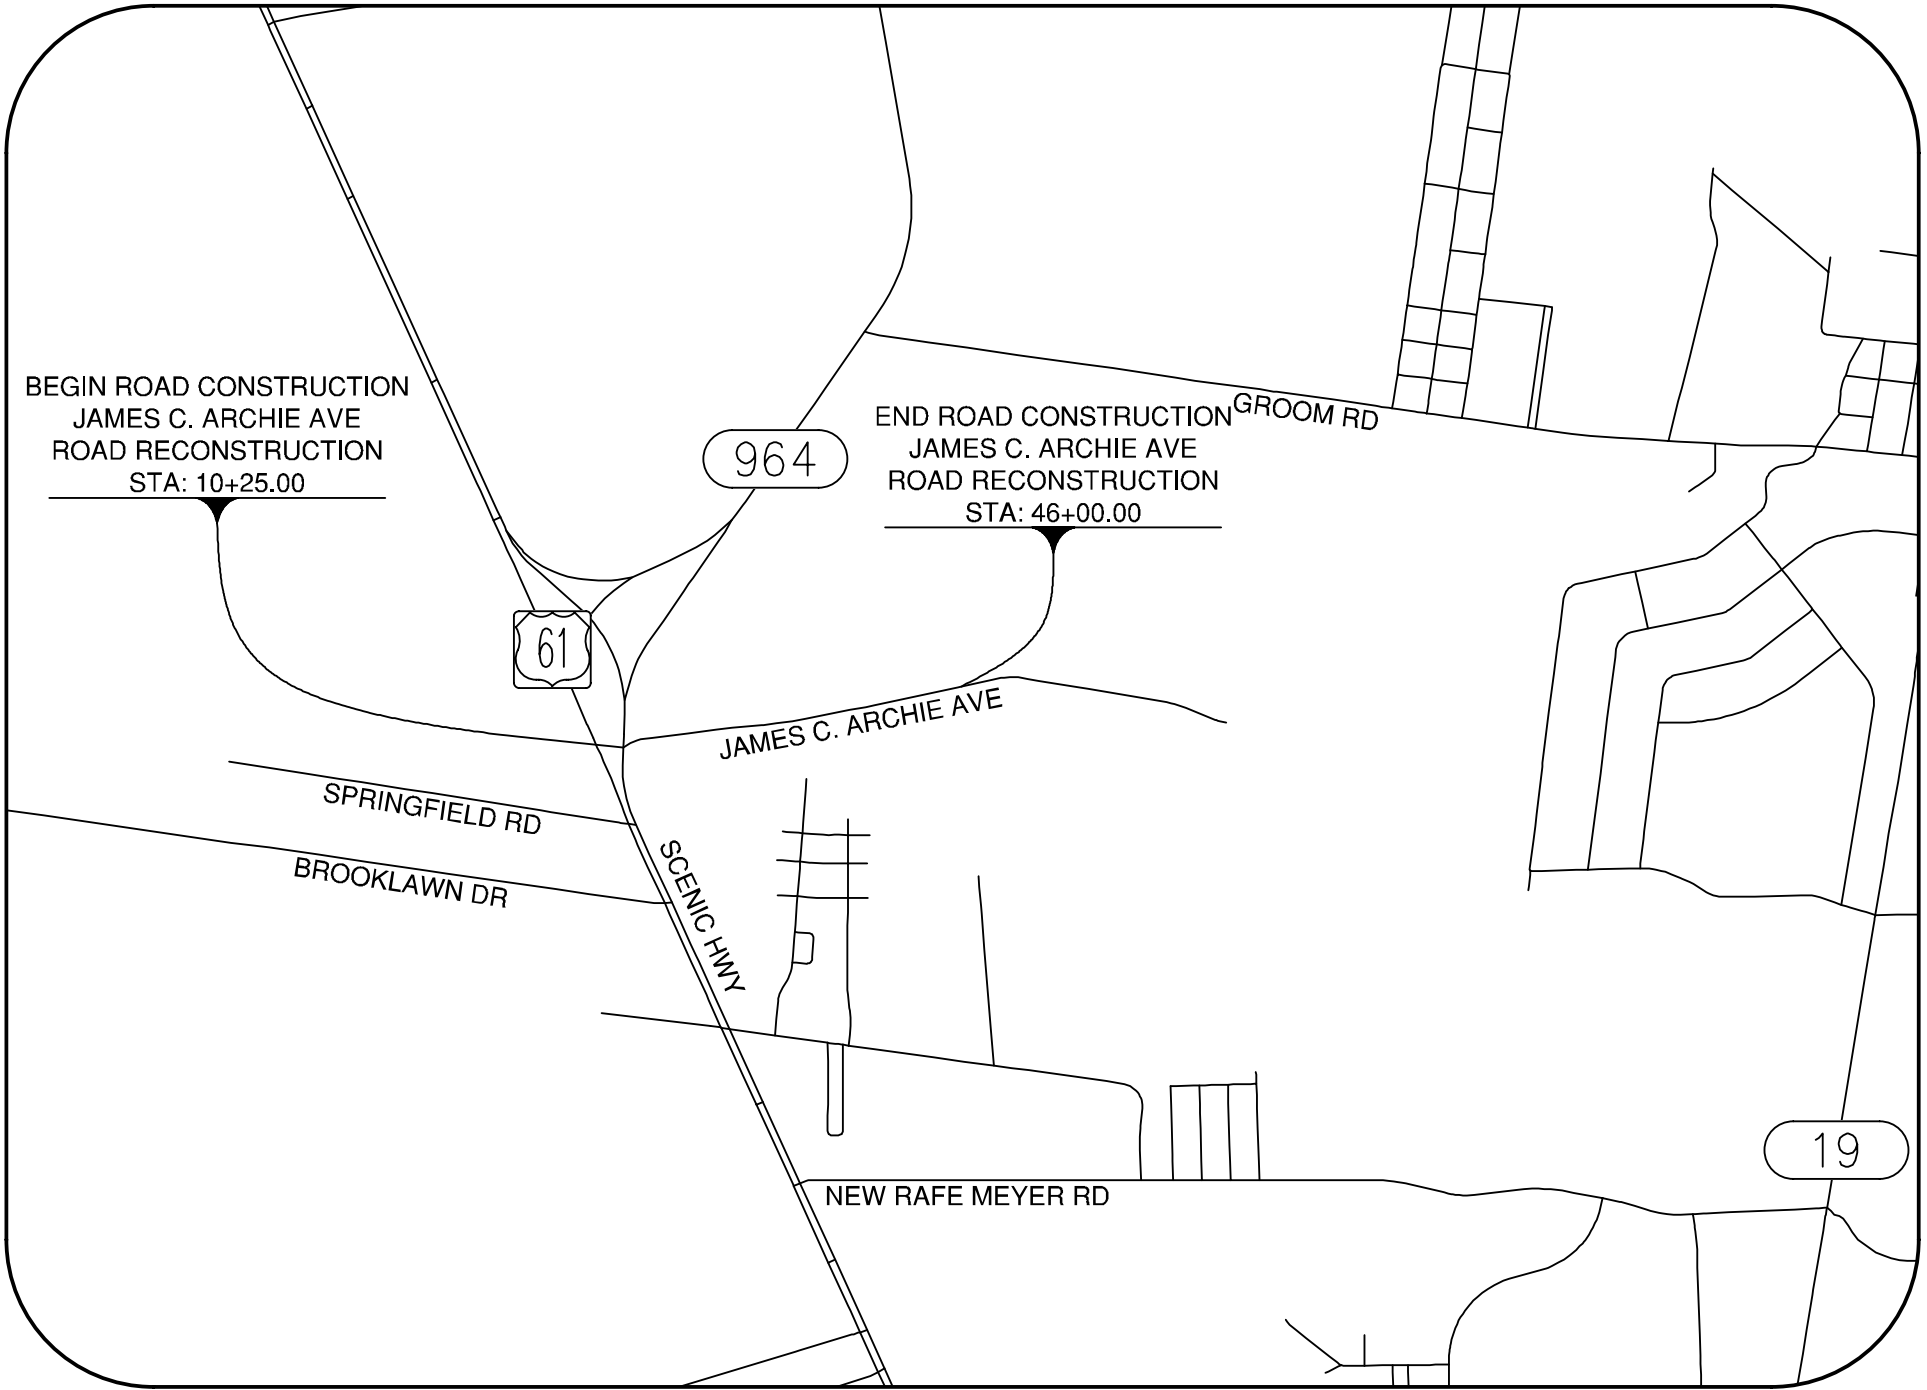 BEGIN ROAD CONSTRUCTION
JAMES C. ARCHIE AVE
ROAD RECONSTRUCTION
STA: 10+25.00
964
END ROAD CONSTRUCTION
JAMES C. ARCHIE AVE
ROAD RECONSTRUCTION
STA: 46+00.00
GROOM RD
61
JAMES C. ARCHIE AVE
SPRINGFIELD RD
BROOKLAWN DR
SCENIC HWY
19
NEW RAFE MEYER RD